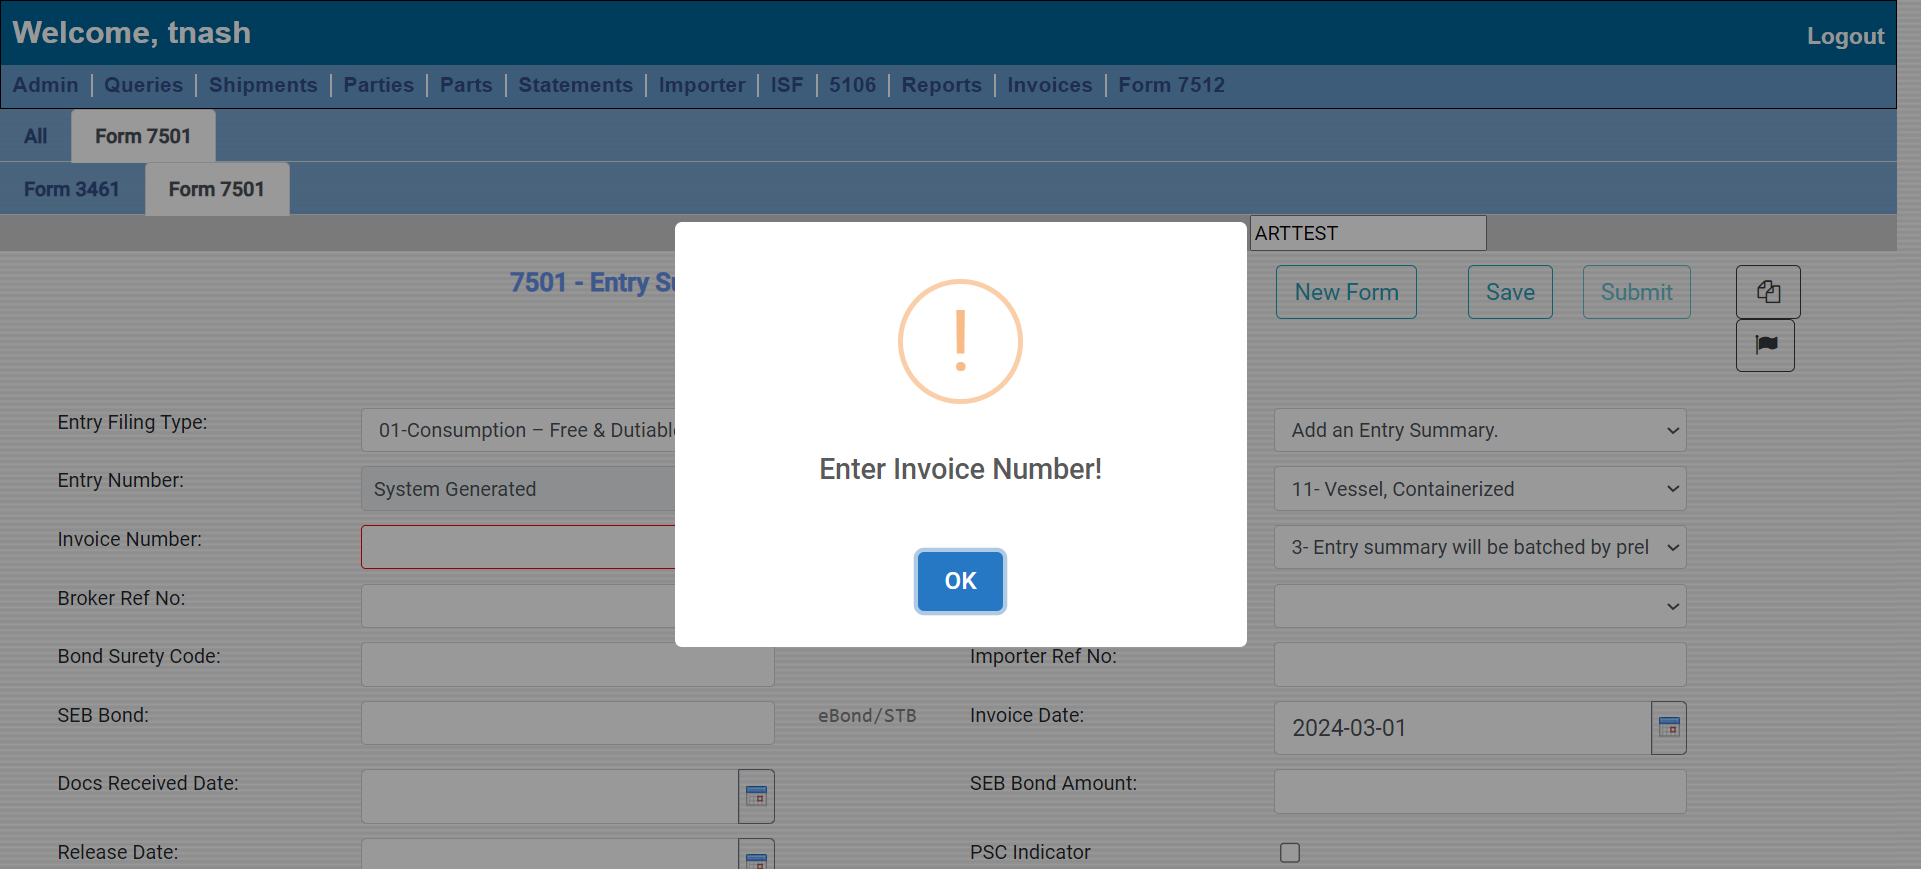 Welcome, tnash
Logout
Admin | Queries | Shipments | Parties | Parts | Statements | Importer | ISF | 5106 | Reports | Invoices | Form 7512
All Form 7501
Form 3461 Form 7501
ARTTEST
7501 - Entry
New Form Save Submit
Entry Filing Type: 01-Consumption – Free & Dutiable Add an Entry Summary.
Entry Number: System Generated 11- Vessel, Containerized
Enter Invoice Number!
Invoice Number: 3- Entry summary will be batched by prel
OK
Broker Ref No:
Bond Surety Code: Importer Ref No:
SEB Bond: eBond/STB Invoice Date: 2024-03-01
Docs Received Date: SEB Bond Amount:
Release Date: PSC Indicator